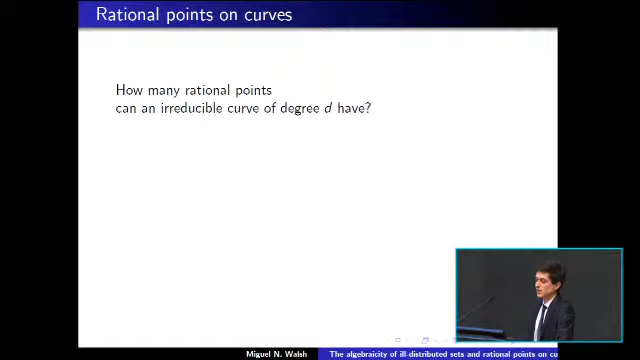 Rational points on curves
How many rational points
can an irreducible curve of degree d have?
Miguel N. Walsh
The algebraicity of ill-distributed sets and rational points on cu